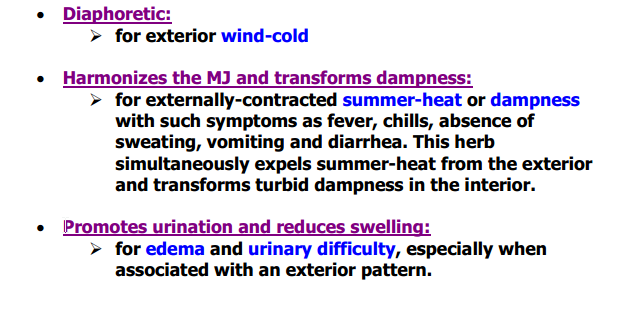 • Diaphoretic:
➢ for exterior wind-cold
• Harmonizes the MJ and transforms dampness:
➢ for externally-contracted summer-heat or dampness
with such symptoms as fever, chills, absence of
sweating, vomiting and diarrhea. This herb
simultaneously expels summer-heat from the exterior
and transforms turbid dampness in the interior.
• Promotes urination and reduces swelling:
➢ for edema and urinary difficulty, especially when
associated with an exterior pattern.